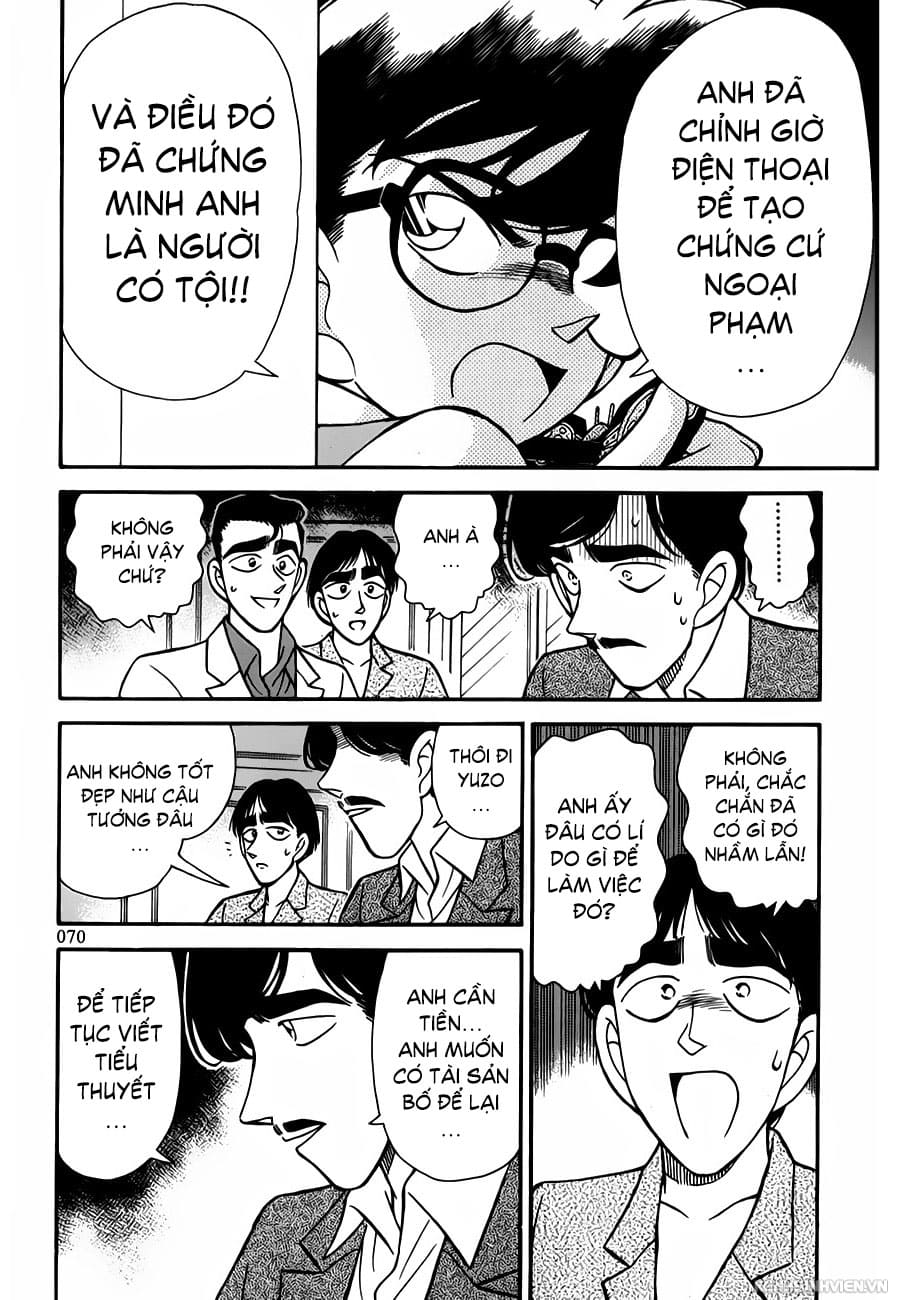 ANH ĐÃ
CHỈNH GIỜ
ĐIỆN THOẠI
ĐỂ TẠO
CHỨNG CỨ
NGOẠI
PHẠM
...
VÀ ĐIỀU ĐÓ
ĐÃ CHỨNG
MINH ANH
LÀ NGƯỜI
CÓ TỘI!!
..........
ANH À
...
KHÔNG
PHẢI VẬY
CHỨ?
KHÔNG
PHẢI, CHẮC
CHẮN ĐÃ
CÓ GÌ ĐÓ
NHẦM LẪN!
ANH ẤY
ĐÂU CÓ LÍ
DO GÌ ĐỂ
LÀM VIỆC
ĐÓ?
THÔI ĐI
YUZO
...
ANH KHÔNG TỐT
ĐẸP NHƯ CẬU
TƯỞNG ĐÂU
...
070
ANH CẦN
TIỀN...
ANH MUỐN
CÓ TÀI SẢN
BỐ ĐỂ LẠI
...
ĐỂ TIẾP
TỤC VIẾT
TIỂU
THUYẾT
...